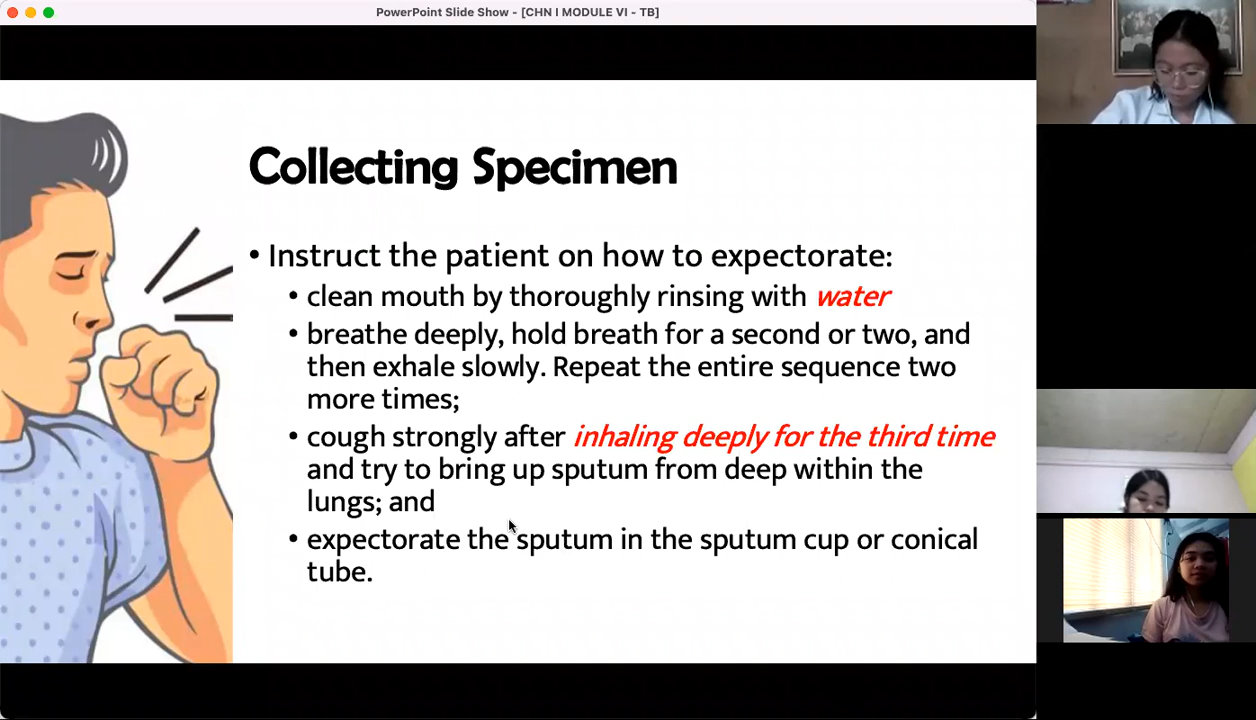 PowerPoint Slide Show - [CHN I MODULE VI - TB]
Collecting Specimen
• Instruct the patient on how to expectorate:
• clean mouth by thoroughly rinsing with water
• breathe deeply, hold breath for a second or two, and
then exhale slowly. Repeat the entire sequence two
more times;
• cough strongly after inhaling deeply for the third time
and try to bring up sputum from deep within the
lungs; and
• expectorate the sputum in the sputum cup or conical
tube.